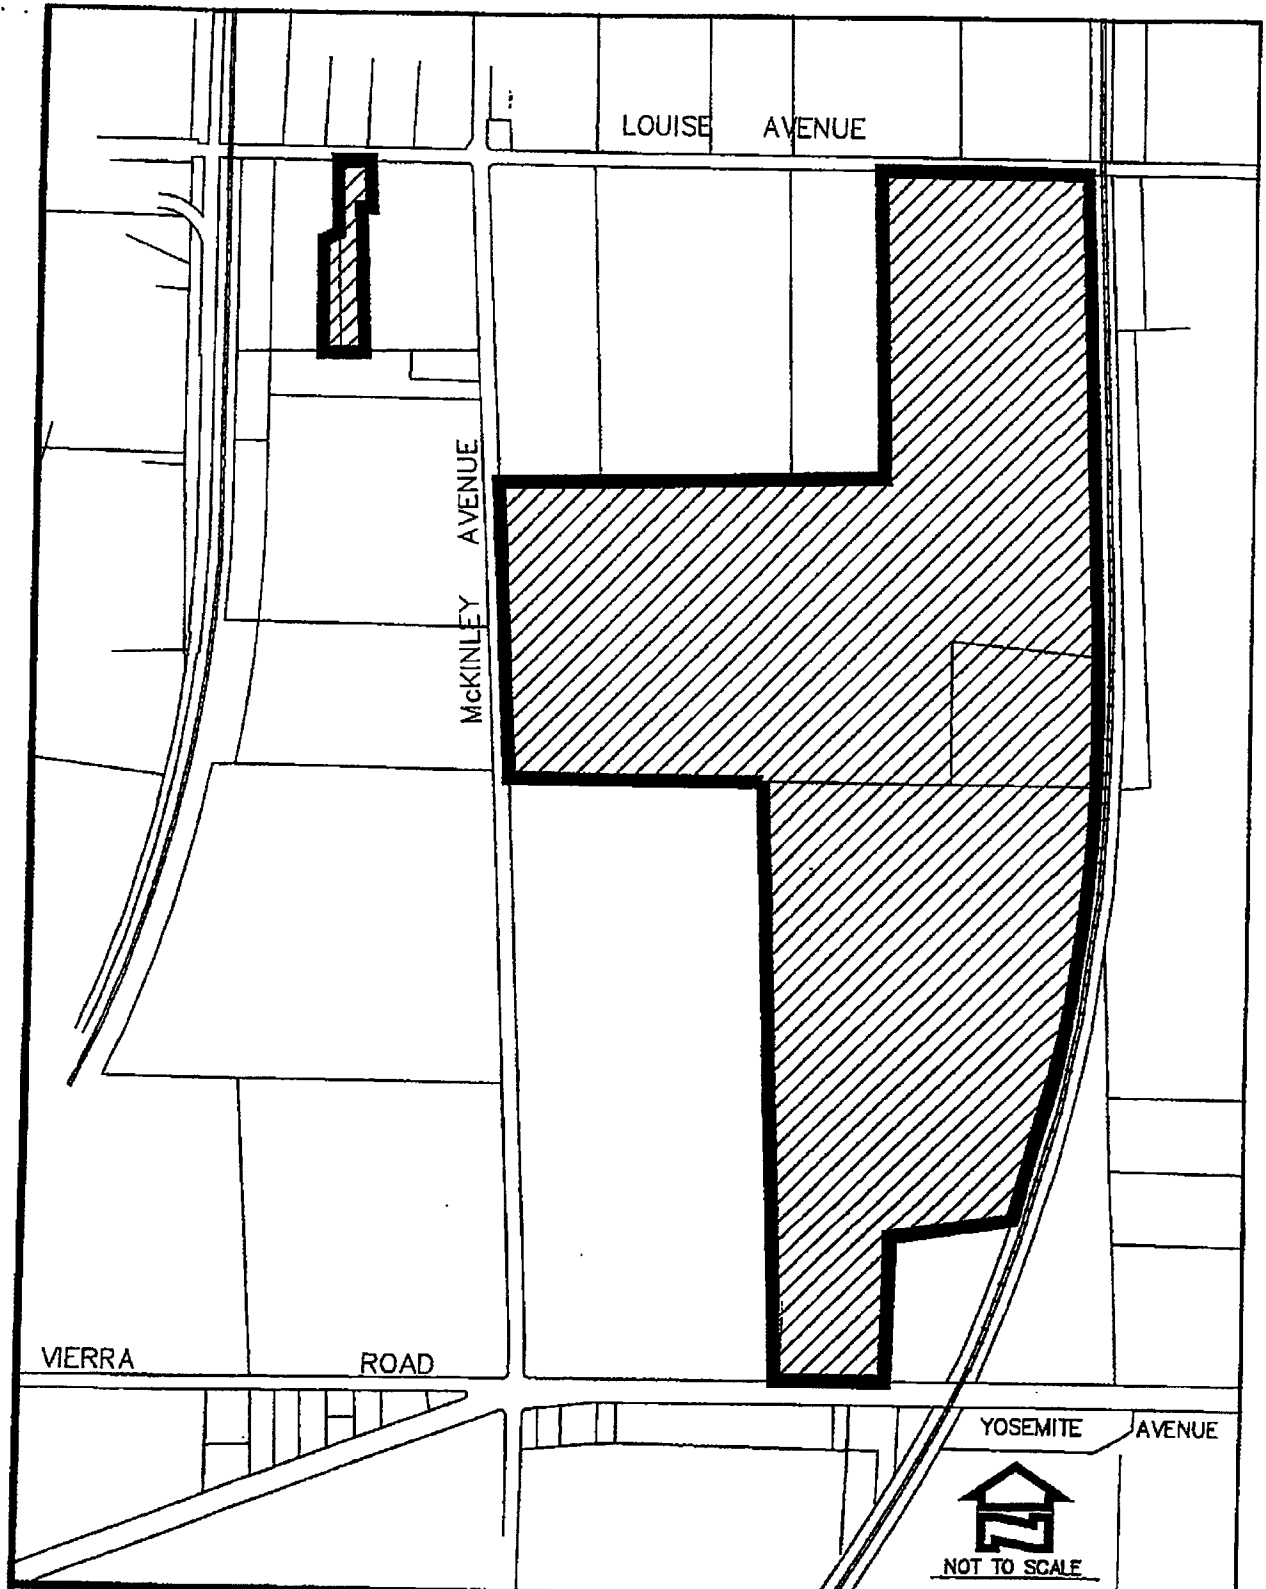 LOUISE AVENUE
McKINLEY AVENUE
VIERRA ROAD
YOSEMITE AVENUE
N
NOT TO SCALE